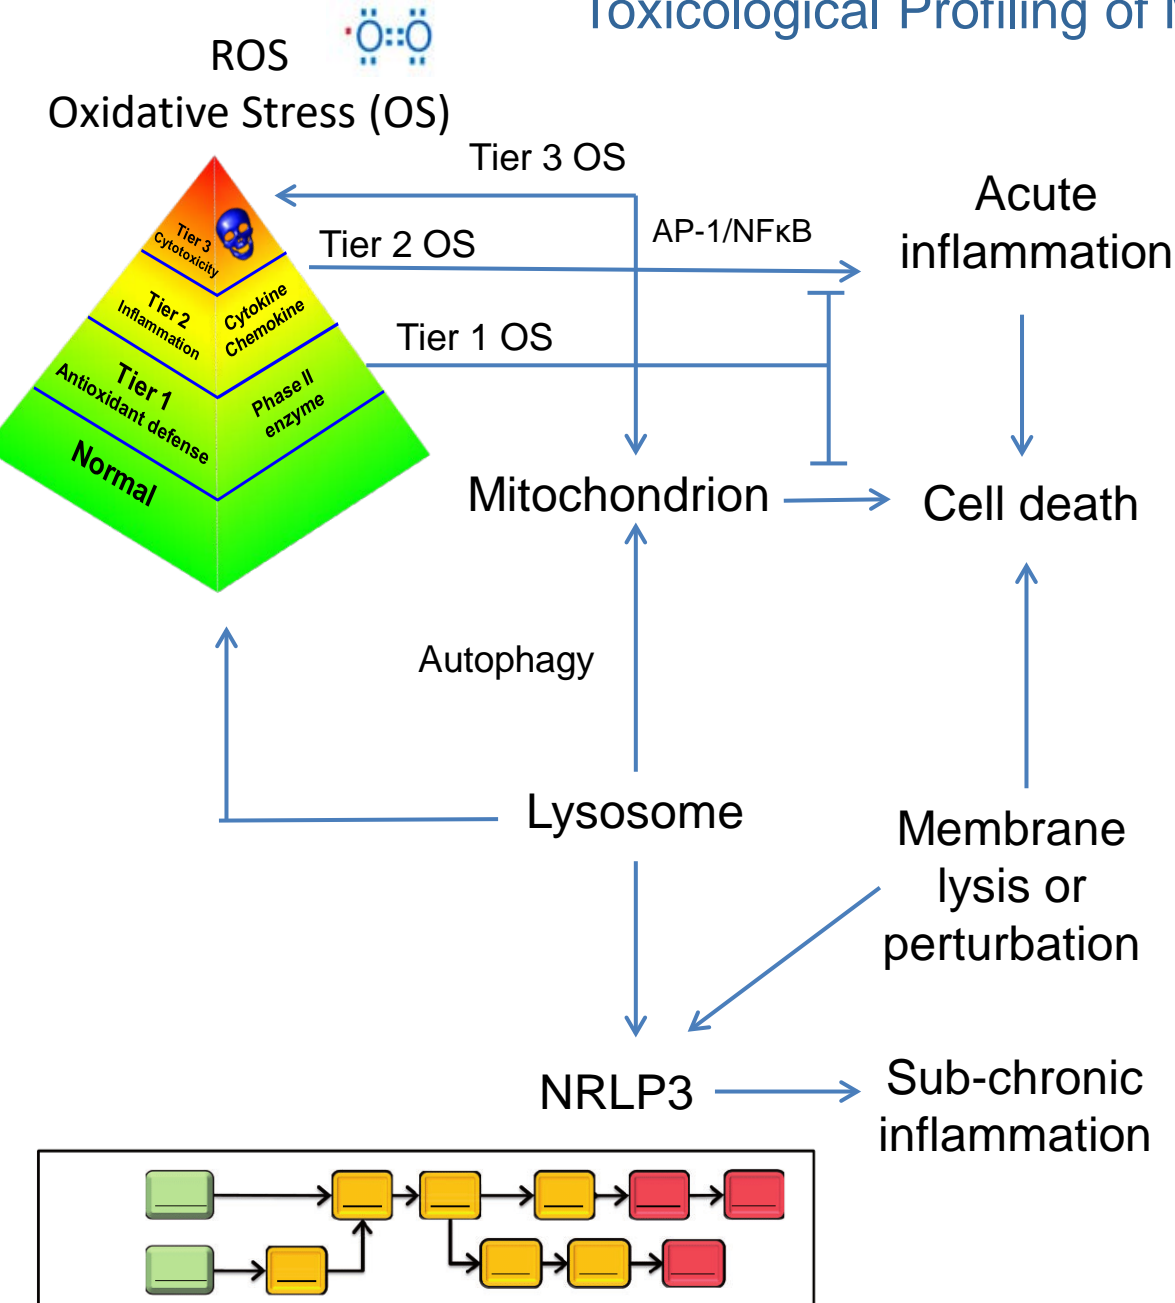 Toxicological Profiling of
ROS
·Ö::Ö
Oxidative Stress (OS)
Tier 3 OS
Tier 3
Cytotoxicity
Tier 2 OS
AP-1/NFκB
Acute
inflammation
Tier 2
Inflammation
Cytokine
Chemokine
Tier 1 OS
Tier 1
Antioxidant defense
Phase II
enzyme
Normal
Mitochondrion
Cell death
Autophagy
Lysosome
Membrane
lysis or
perturbation
NRLP3
Sub-chronic
inflammation